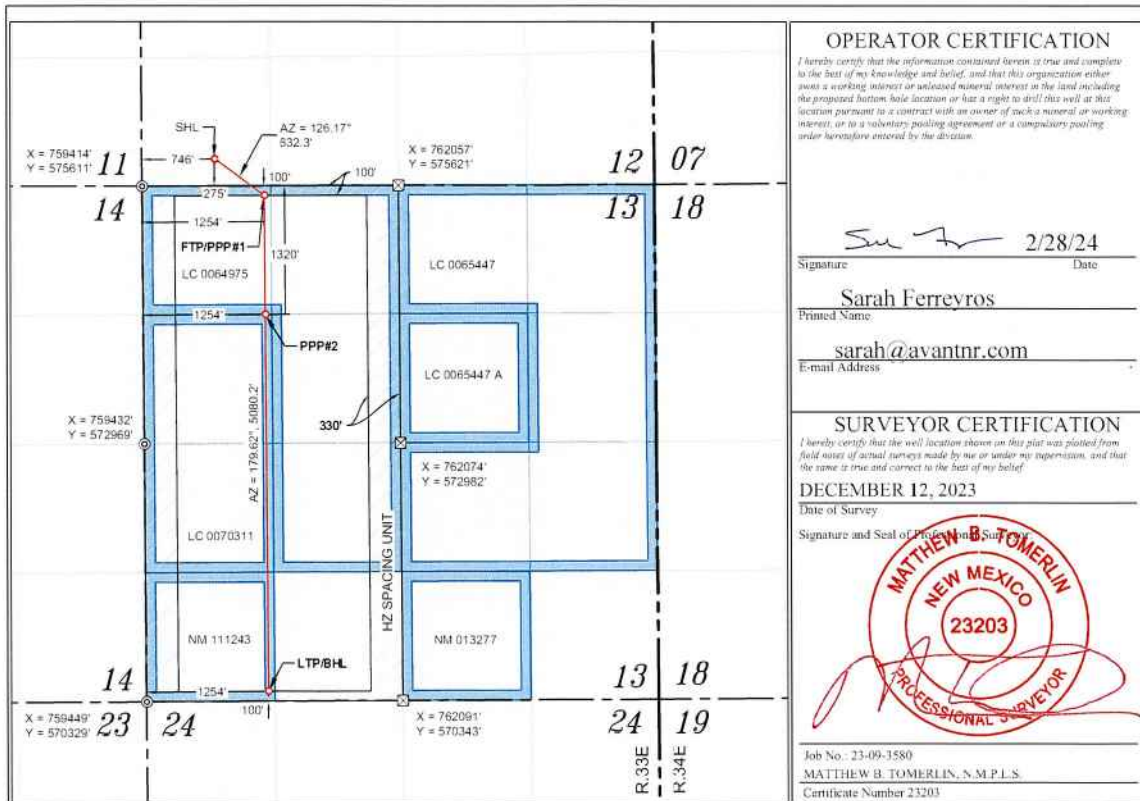 SHL
AZ = 126.17°
632.3'
X = 759414'
Y = 575611'
11
746'
X = 762057'
Y = 575621'
12
07
14
100'
100'
275'
13
18
1254'
FTP/PPP#1
1320'
LC 0064975
LC 0065447
1254'
PPP#2
LC 0065447 A
330'
X = 759432'
Y = 572969'
AZ = 179.62°, 5080.2'
X = 762074'
Y = 572982'
LC 0070311
HZ SPACING UNIT
NM 111243
NM 013277
LTP/BHL
14
1254'
13
18
X = 759449'
Y = 570329'
23
24
100'
X = 762091'
Y = 570343'
24
19
R.33E
R.34E
OPERATOR CERTIFICATION
I hereby certify that the information contained herein is true and complete
to the best of my knowledge and belief, and that this organization either
owns a working interest or unleased mineral interest in the land including
the proposed bottom hole location or has a right to drill this well at this
location pursuant to a contract with an owner of such a mineral or working
interest, or to a voluntary pooling agreement or a compulsory pooling
order heretofore entered by the division.
2/28/24
Signature Date
Sarah Ferreyros
Printed Name
sarah@avantnr.com
E-mail Address
SURVEYOR CERTIFICATION
I hereby certify that the well location shown on this plat was plotted from
field notes of actual surveys made by me or under my supervision, and that
the same is true and correct to the best of my belief
DECEMBER 12, 2023
Date of Survey
Signature and Seal of Professional Surveyor:
MATTHEW B. TOMERLIN
NEW MEXICO
23203
PROFESSIONAL SURVEYOR
Job No.: 23-09-3580
MATTHEW B. TOMERLIN, N.M.P.L.S.
Certificate Number 23203